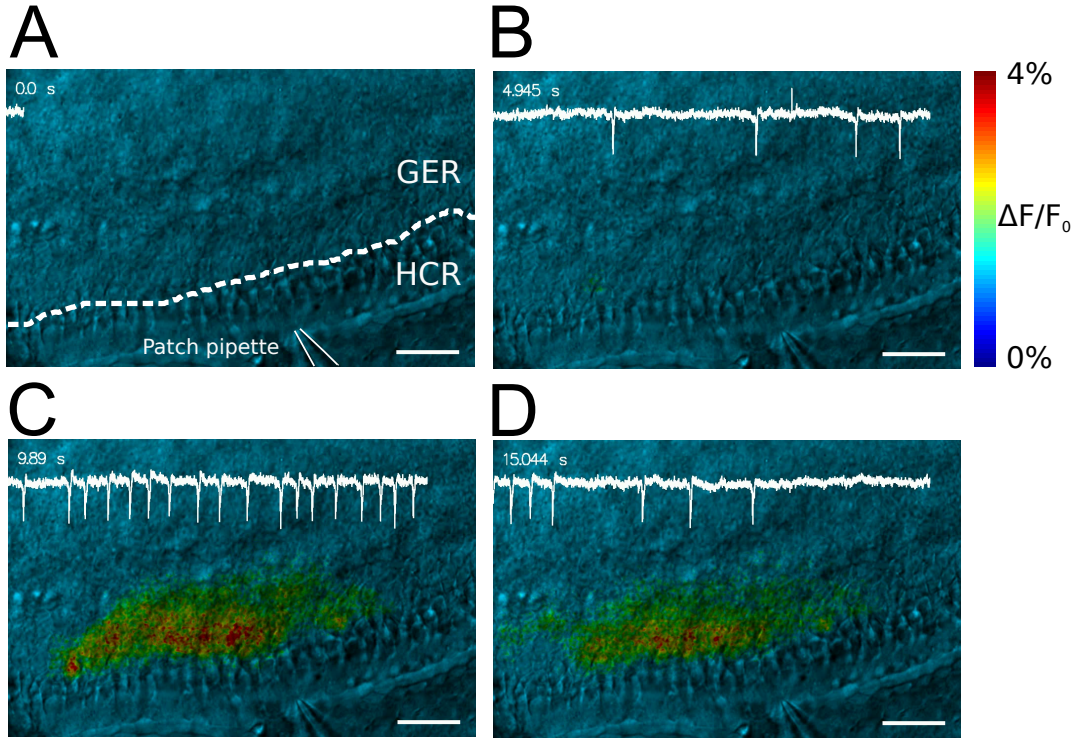 A
0.0 s
GER
HCR
Patch pipette
B
4.945 s
4%
ΔF/F₀
0%
C
9.89 s
D
15.044 s